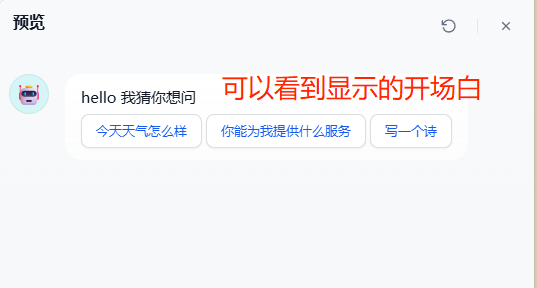 预览
hello 我猜你想问
可以看到显示的开场白
今天天气怎么样
你能为我提供什么服务
写一个诗